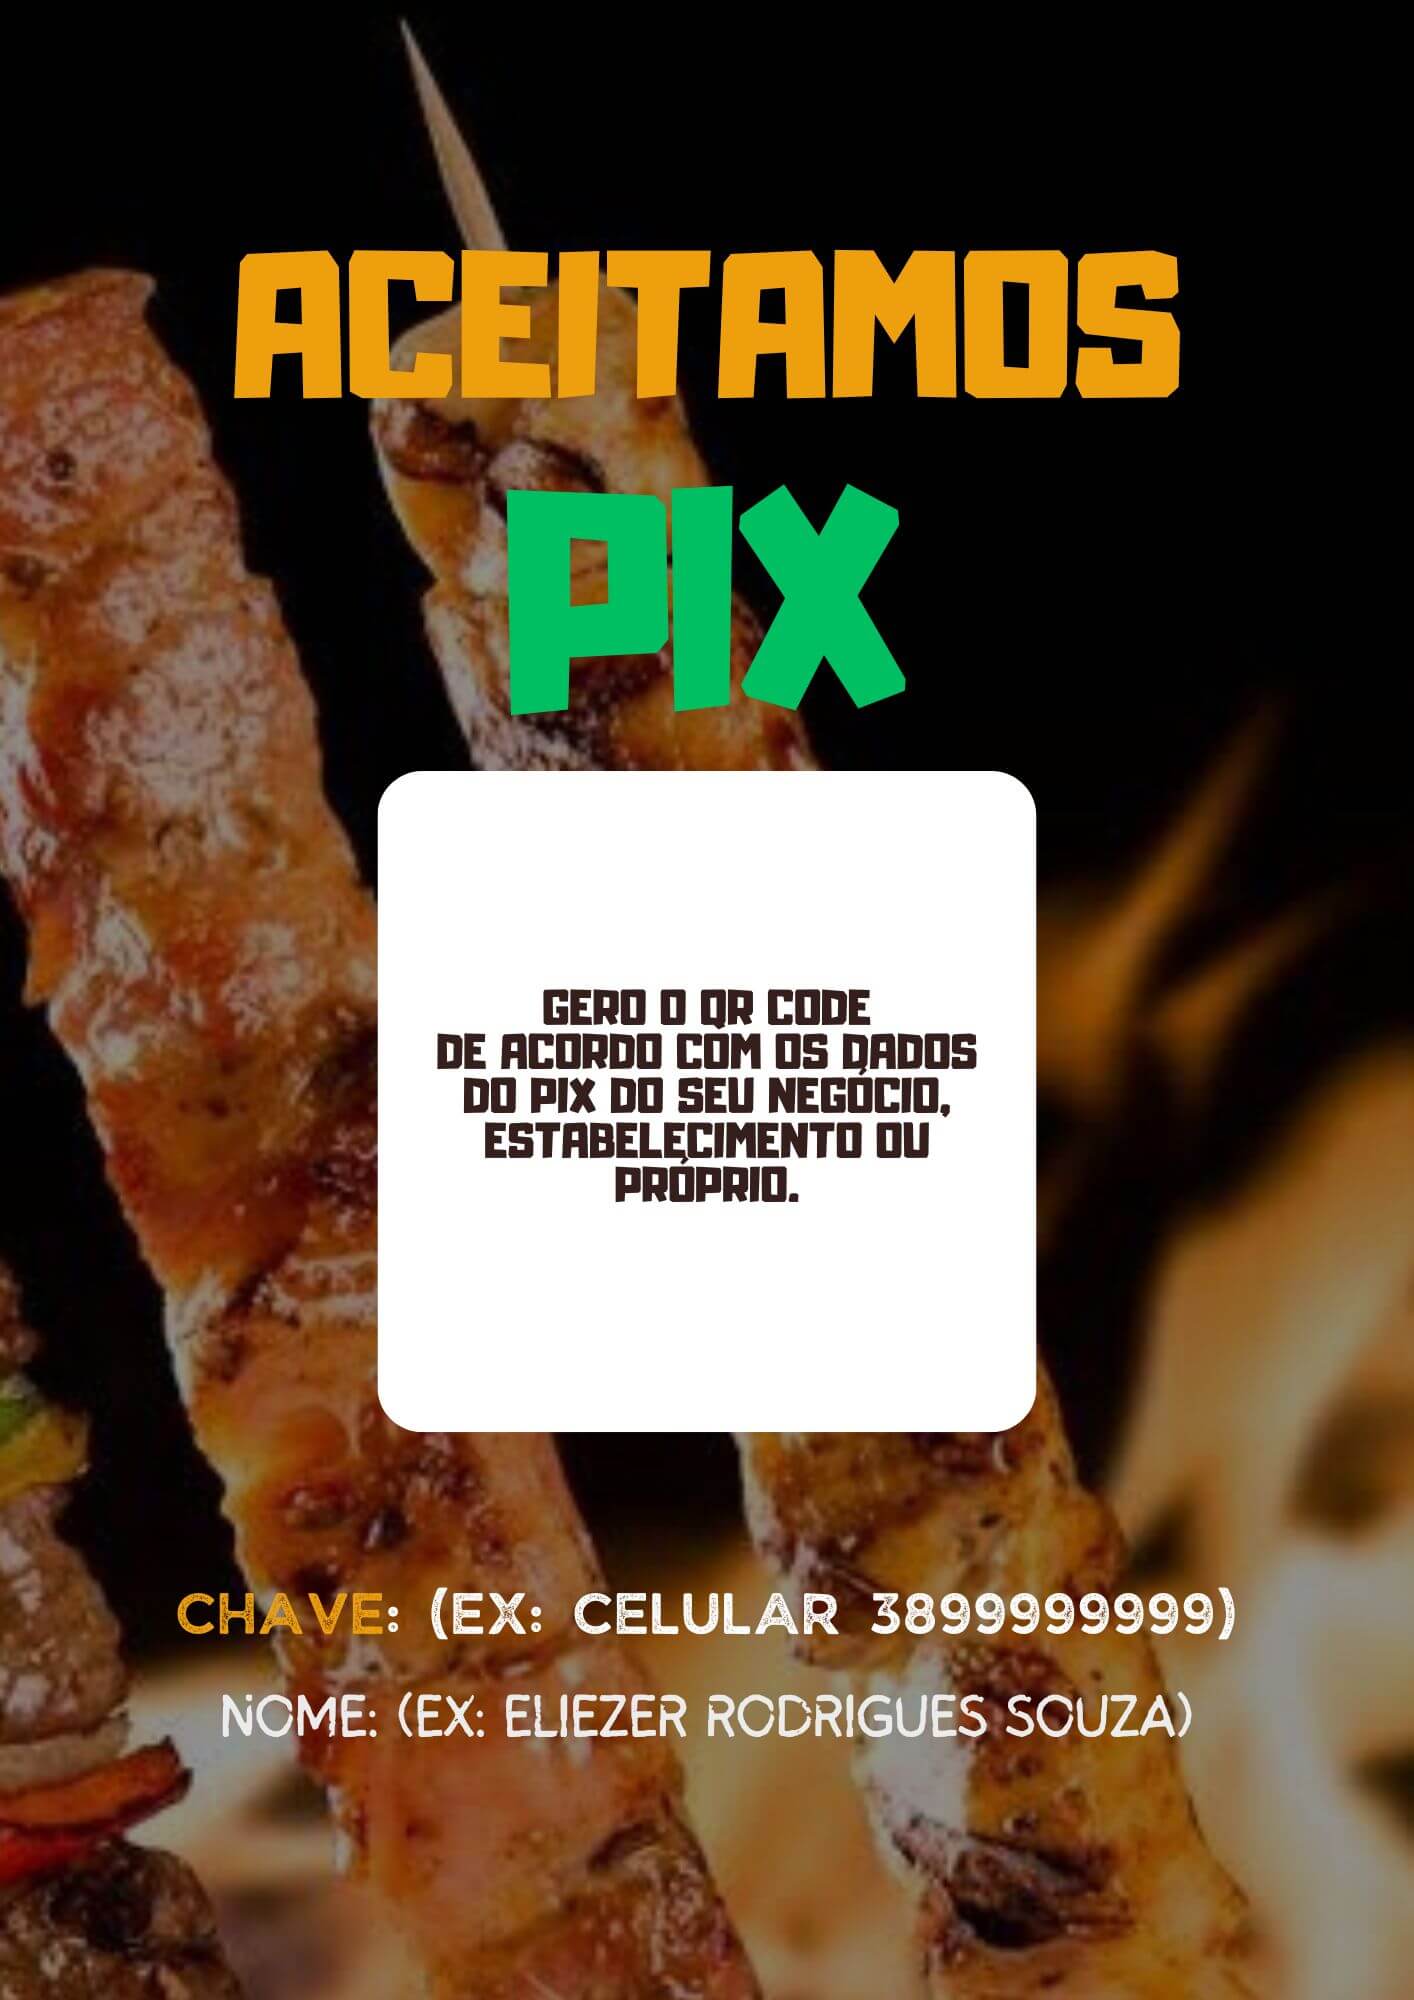 ACEITAMOS
PIX
GERO O QR CODE
DE ACORDO COM OS DADOS
DO PIX DO SEU NEGÓCIO,
ESTABELECIMENTO OU
PRÓPRIO.
CHAVE: (EX: CELULAR 3899999999)
NOME: (EX: ELIEZER RODRIGUES SOUZA)